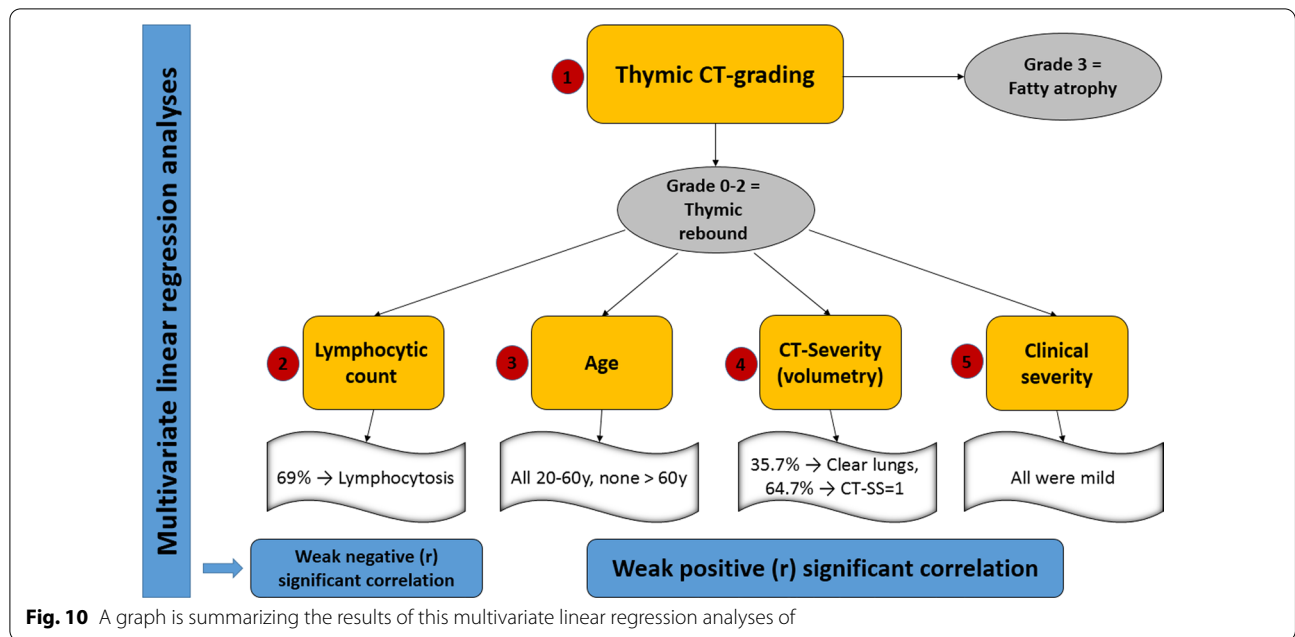 Multivariate linear regression analyses
1
Thymic CT-grading
Grade 3 =
Fatty atrophy
Grade 0-2 =
Thymic
rebound
2
Lymphocytic
count
3
Age
4
CT-Severity
(volumetry)
5
Clinical
severity
69% → Lymphocytosis
All 20-60y, none > 60y
35.7% → Clear lungs,
64.7% → CT-SS=1
All were mild
Weak negative (r)
significant correlation
Weak positive (r) significant correlation
Fig. 10 A graph is summarizing the results of this multivariate linear regression analyses of